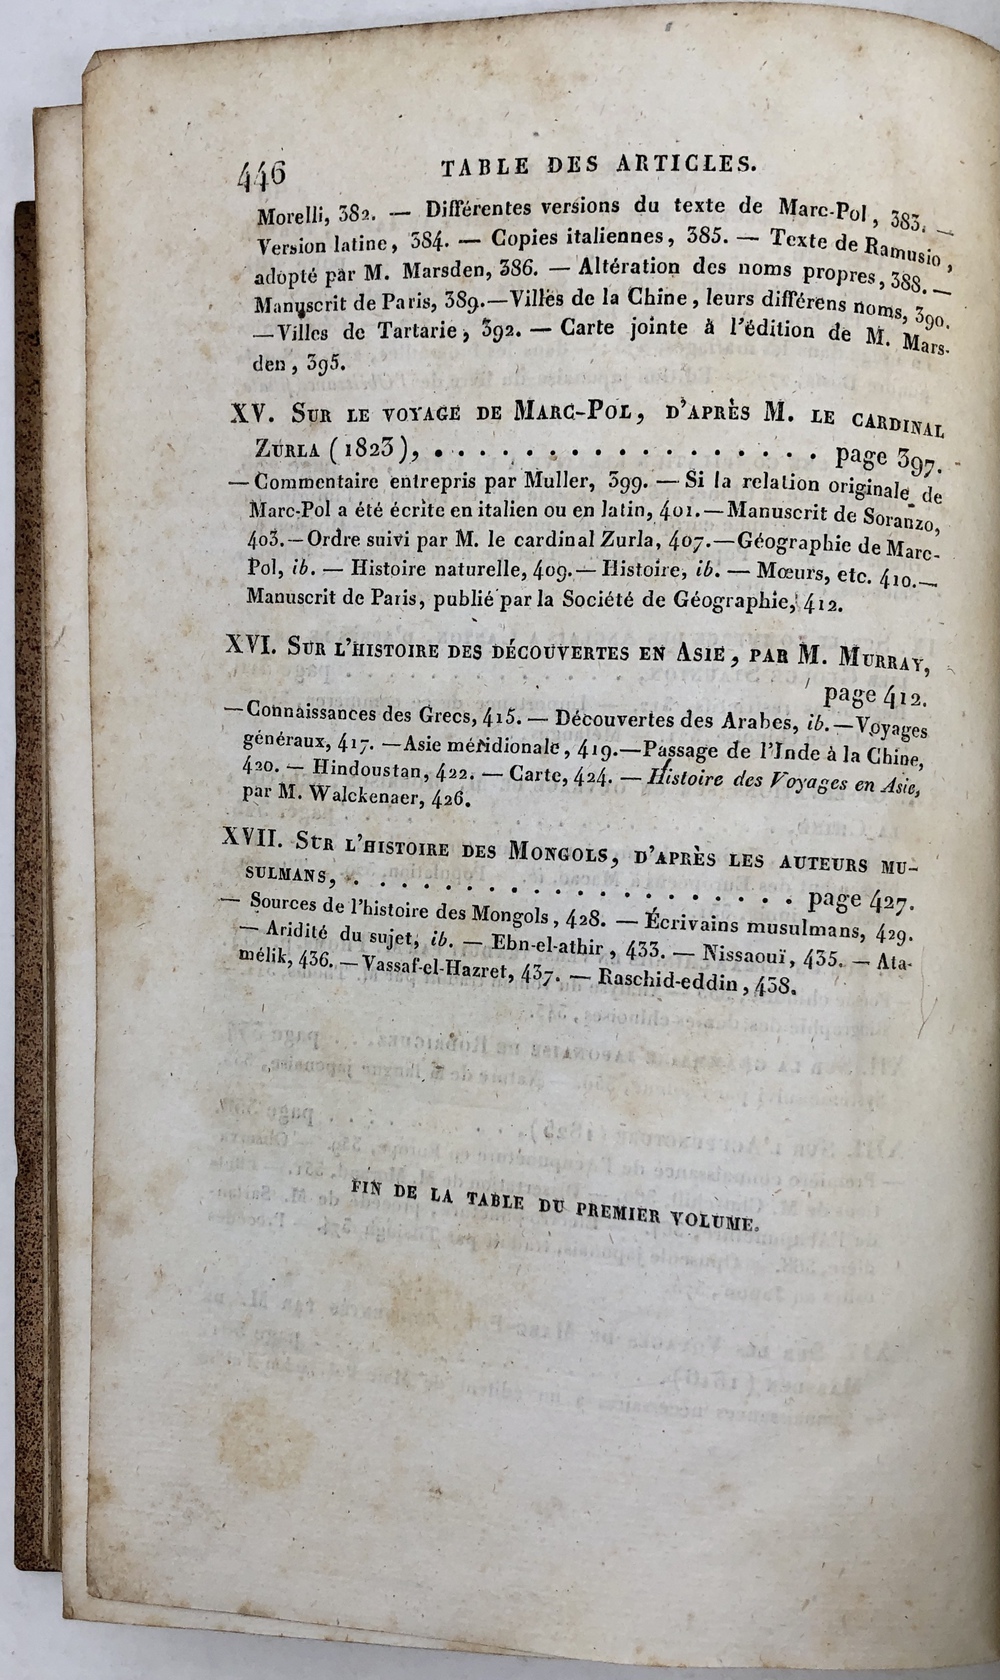 446 TABLE DES ARTICLES.
Morelli, 382. — Différentes versions du texte de Marc-Pol, 383. —
Version latine, 384. — Copies italiennes, 385. — Texte de Ramusio,
adopté par M. Marsden, 386. — Altération des noms propres, 388. —
Manuscrit de Paris, 389. — Villes de la Chine, leurs différens noms, 390.
— Villes de Tartarie, 392. — Carte jointe à l'édition de M. Mars-
den, 395.
XV. SUR LE VOYAGE DE MARC-POL, D'APRÈS M. LE CARDINAL
ZURLA (1823), . . . . . . . . . . . . . . . . . page 397.
— Commentaire entrepris par Muller, 399. — Si la relation originale de
Marc-Pol a été écrite en italien ou en latin, 401. — Manuscrit de Soranzo,
403. — Ordre suivi par M. le cardinal Zurla, 407. — Géographie de Marc-
Pol, ib. — Histoire naturelle, 409. — Histoire, ib. — Mœurs, etc. 410. —
Manuscrit de Paris, publié par la Société de Géographie, 412.
XVI. SUR L'HISTOIRE DES DÉCOUVERTES EN ASIE, PAR M. MURRAY,
page 412.
— Connaissances des Grecs, 415. — Découvertes des Arabes, ib. — Voyages
généraux, 417. — Asie méridionale, 419. — Passage de l'Inde à la Chine,
420. — Hindoustan, 422. — Carte, 424. — Histoire des Voyages en Asie,
par M. Walckenaer, 426.
XVII. SUR L'HISTOIRE DES MONGOLS, D'APRÈS LES AUTEURS MU-
SULMANS, . . . . . . . . . . . . . . . . . . . . page 427.
— Sources de l'histoire des Mongols, 428. — Écrivains musulmans, 429.
— Aridité du sujet, ib. — Ebn-el-athir, 433. — Nissaouï, 435. — Ata-
mélik, 436. — Vassaf-el-Hazret, 437. — Raschid-eddin, 438.
FIN DE LA TABLE DU PREMIER VOLUME.